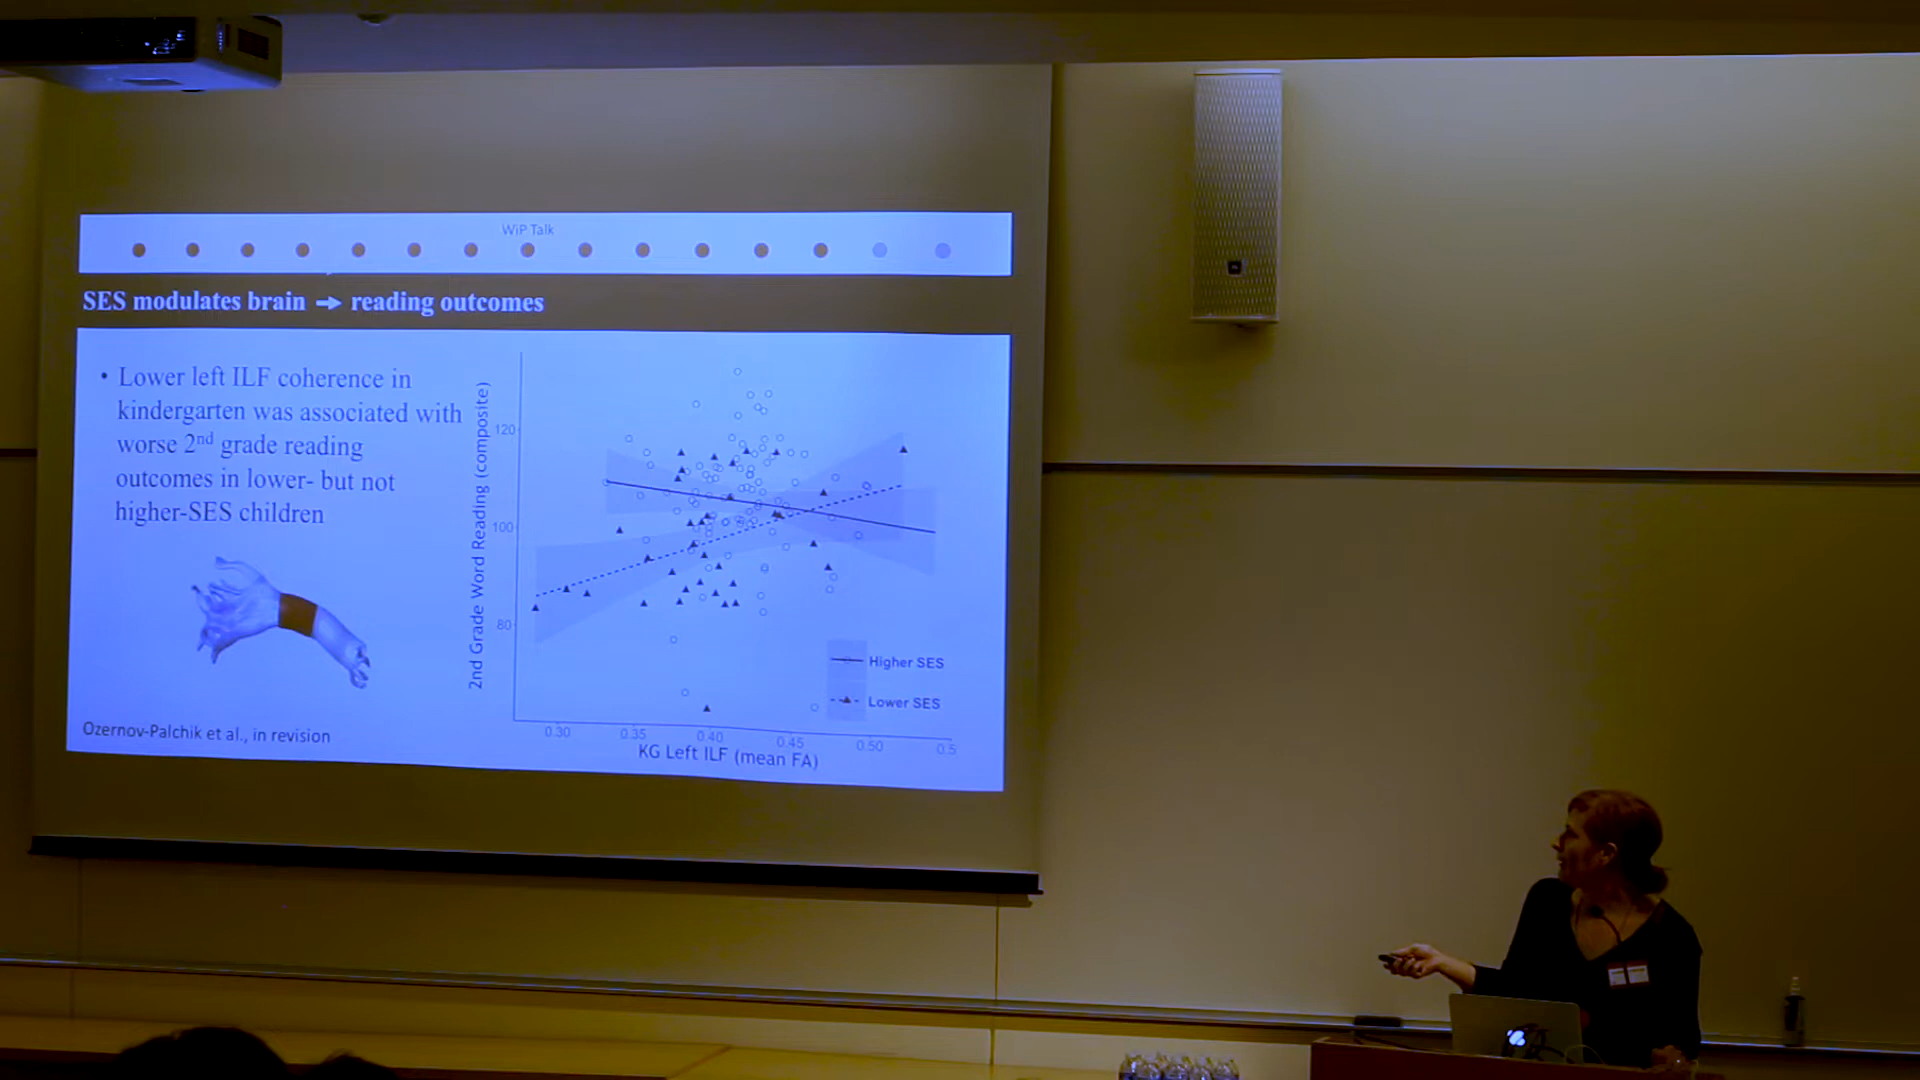 WiP Talk
SES modulates brain → reading outcomes
• Lower left ILF coherence in
kindergarten was associated with
worse 2nd grade reading
outcomes in lower- but not
higher-SES children
Ozernov-Palchik et al., in revision
2nd Grade Word Reading (composite)
120
100
80
Higher SES
Lower SES
0.30 0.35 0.40 0.45 0.50 0.5
KG Left ILF (mean FA)